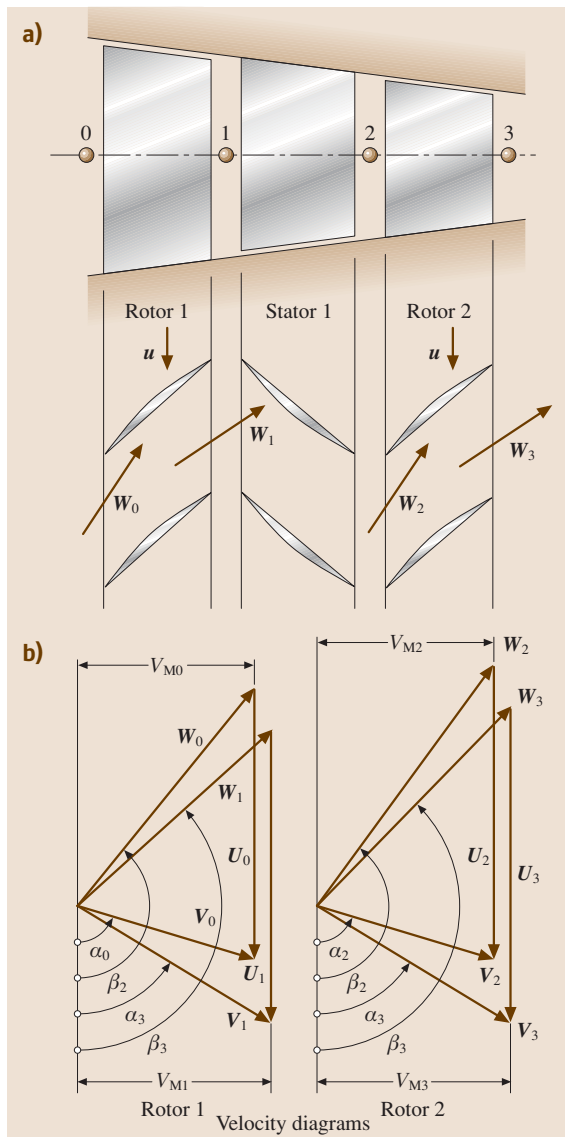 a)
0 1 2 3
Rotor 1 Stator 1 Rotor 2
u u
W1 W3
W0 W2
b)
VM0 VM2 W2
W0 W3
W1
U0 U2 U3
V0
α0 U1 α2 V2
β2 β2
α3 V1 α3 V3
β3 β3
VM1 VM3
Rotor 1 Rotor 2
Velocity diagrams